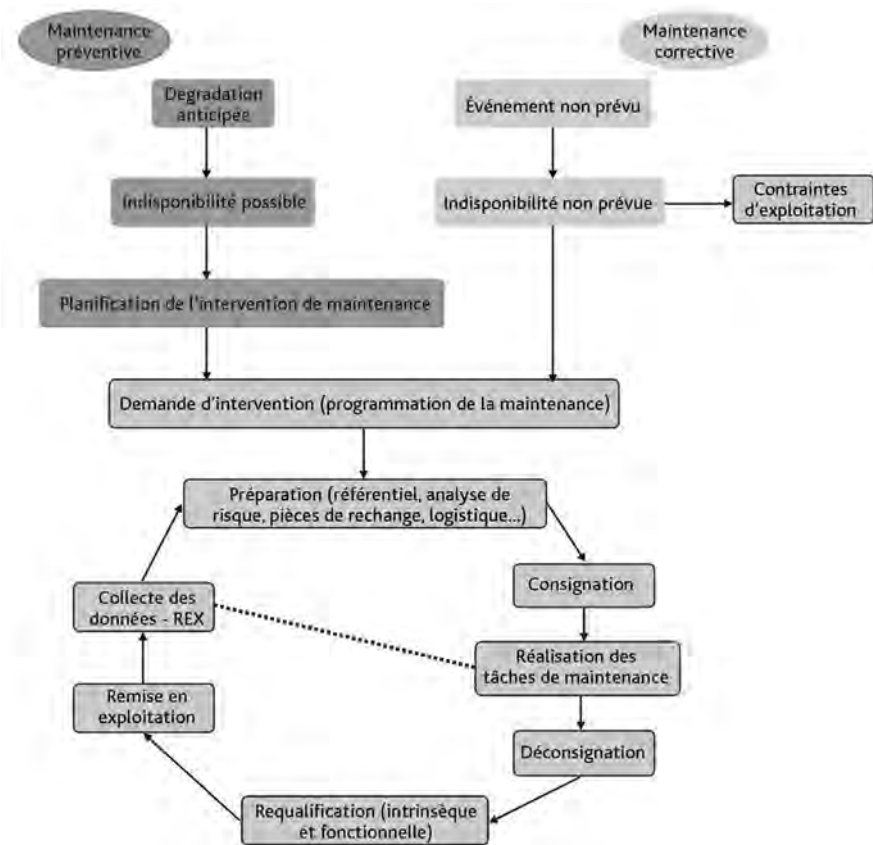 Maintenance
préventive
Maintenance
corrective
Dégradation
anticipée
Événement non prévu
Indisponibilité possible
Indisponibilité non prévue
Contraintes
d'exploitation
Planification de l'intervention de maintenance
Demande d'intervention (programmation de la maintenance)
Préparation (référentiel, analyse de
risque, pièces de rechange, logistique...)
Consignation
Collecte des
données - REX
Réalisation des
tâches de maintenance
Remise en
exploitation
Déconsignation
Requalification (intrinsèque
et fonctionnelle)